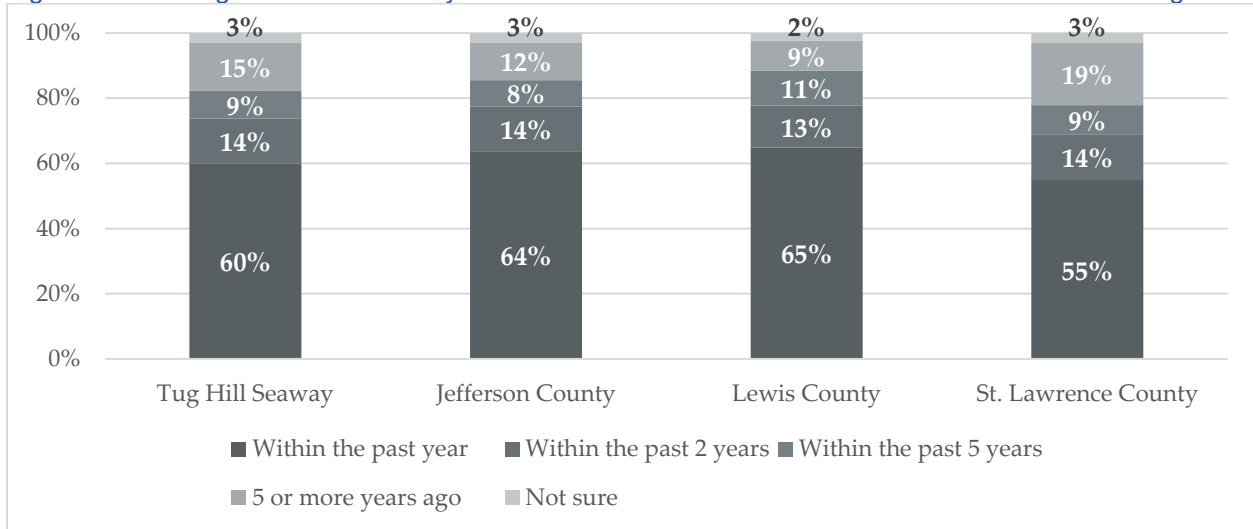 100%
80%
60%
40%
20%
0%
3% 3% 2% 3%
15% 12% 9% 19%
9% 8% 11% 9%
14% 14% 13% 14%
60% 64% 65% 55%
Tug Hill Seaway Jefferson County Lewis County St. Lawrence County
Within the past year Within the past 2 years Within the past 5 years
5 or more years ago Not sure